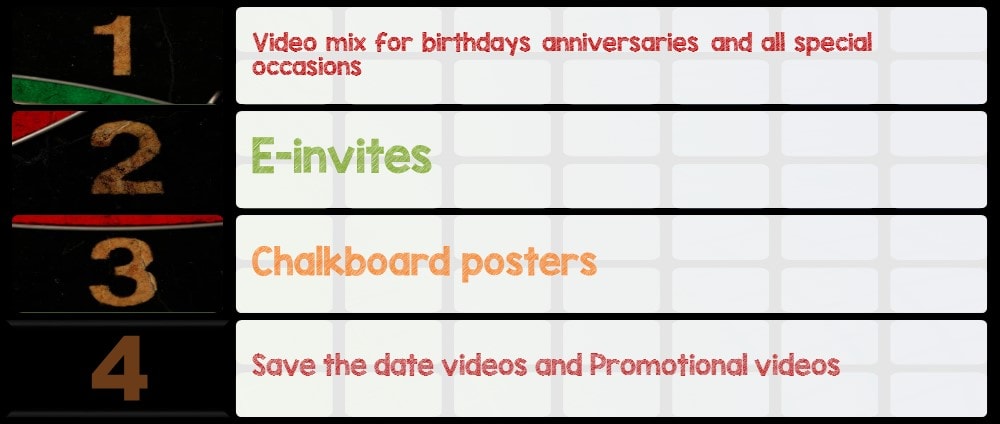 1
Video mix for birthdays anniversaries and all special
occasions
2
E-invites
3
Chalkboard posters
4
Save the date videos and Promotional videos